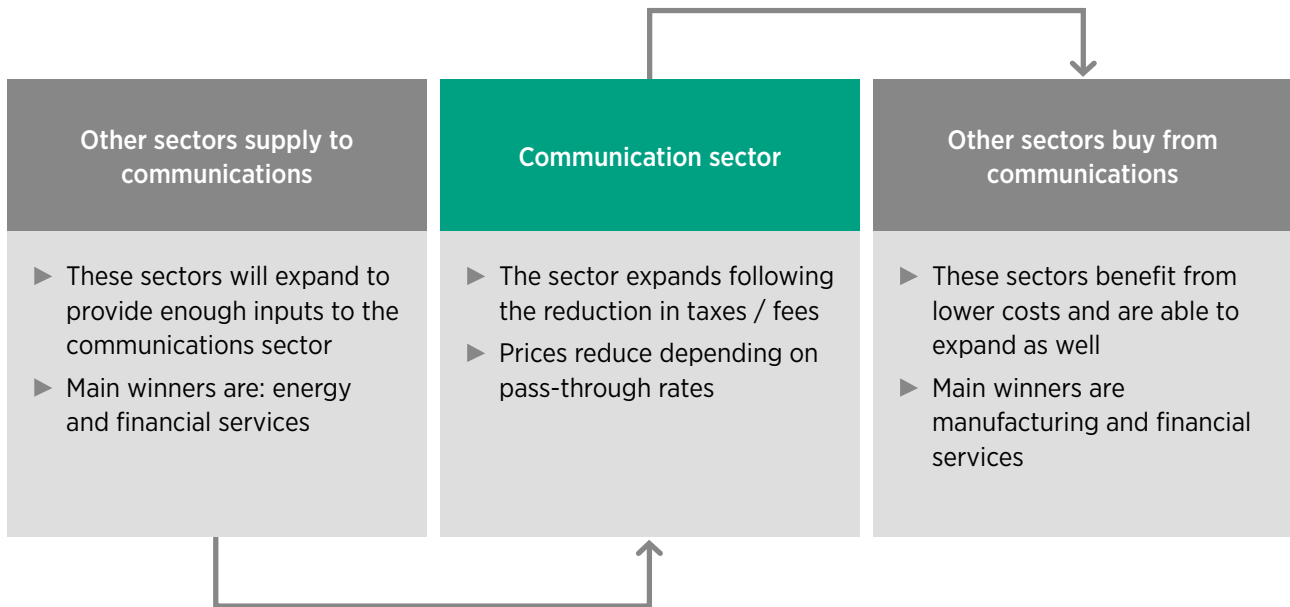 Other sectors supply to
communications
▶ These sectors will expand to
provide enough inputs to the
communications sector
▶ Main winners are: energy
and financial services
Communication sector
▶ The sector expands following
the reduction in taxes / fees
▶ Prices reduce depending on
pass-through rates
Other sectors buy from
communications
▶ These sectors benefit from
lower costs and are able to
expand as well
▶ Main winners are
manufacturing and financial
services